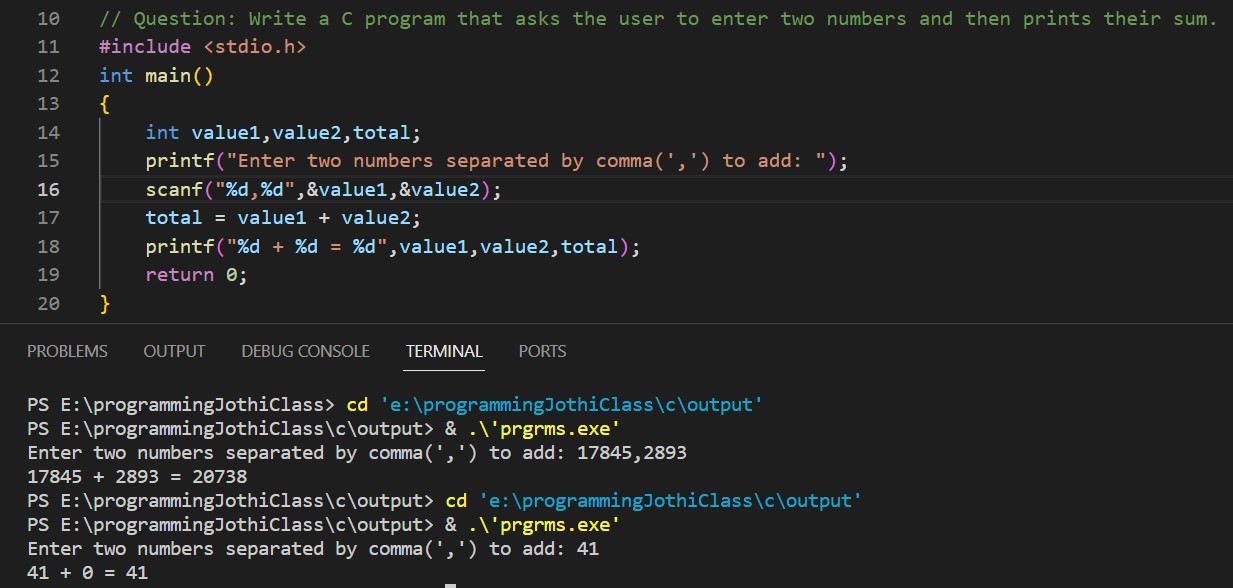 10 // Question: Write a C program that asks the user to enter two numbers and then prints their sum.
11 #include <stdio.h>
12 int main()
13 {
14     int value1,value2,total;
15     printf("Enter two numbers separated by comma(',') to add: ");
16     scanf("%d,%d",&value1,&value2);
17     total = value1 + value2;
18     printf("%d + %d = %d",value1,value2,total);
19     return 0;
20 }
PROBLEMS OUTPUT DEBUG CONSOLE TERMINAL PORTS
PS E:\programmingJothiClass> cd 'e:\programmingJothiClass\c\output'
PS E:\programmingJothiClass\c\output> & .\'prgrms.exe'
Enter two numbers separated by comma(',') to add: 17845,2893
17845 + 2893 = 20738
PS E:\programmingJothiClass\c\output> cd 'e:\programmingJothiClass\c\output'
PS E:\programmingJothiClass\c\output> & .\'prgrms.exe'
Enter two numbers separated by comma(',') to add: 41
41 + 0 = 41